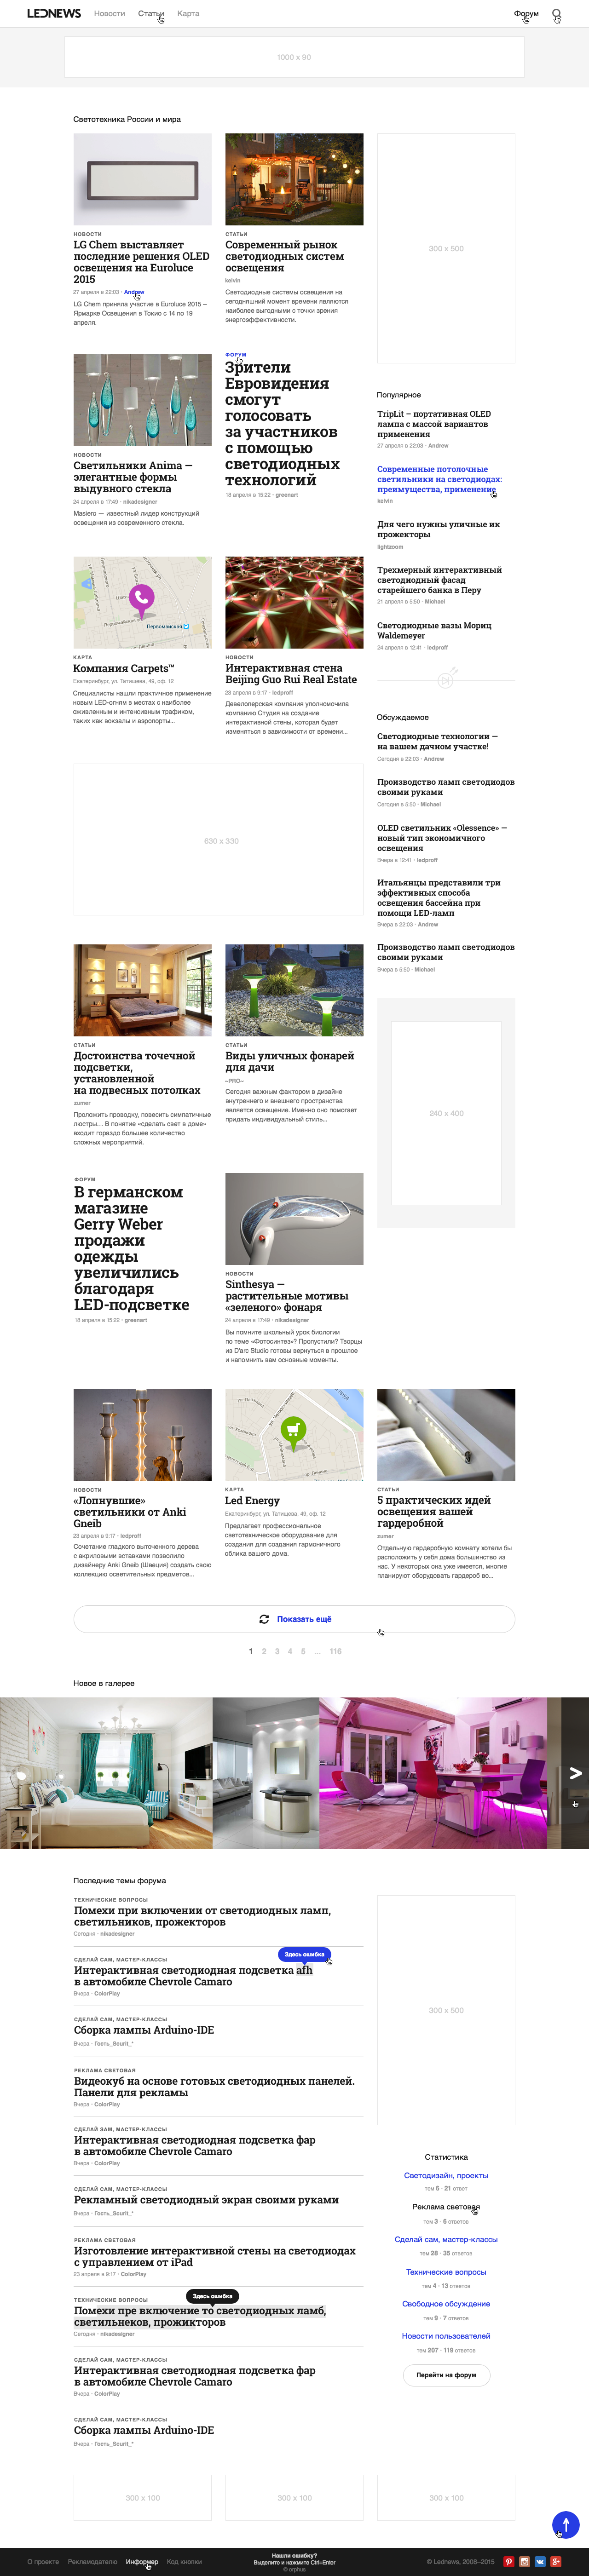 LEDNEWS
Новости
Статьи
Карта
Форум
1000 x 90
Светотехника России и мира
НОВОСТИ
LG Chem выставляет
последние решения OLED
освещения на Euroluce
2015
27 апреля в 22:03 · Andrew
LG Chem приняла участие в Euroluce 2015 –
Ярмарке Освещения в Токио с 14 по 19
апреля.
СТАТЬИ
Современный рынок
светодиодных систем
освещения
kelvin
Светодиодные системы освещения на
сегодняшний момент времени являются
наиболее выгодными с точки зрения
энергоэффективности.
300 x 500
НОВОСТИ
Светильники Anima —
элегантные формы
выдувного стекла
24 апреля в 17:49 · nikadesigner
Masiero — известный лидер конструкций
освещения из современного стекла.
ФОРУМ
Зрители
Евровидения
смогут
голосовать
за участников
с помощью
светодиодных
технологий
18 апреля в 15:22 · greenart
Популярное
TripLit – портативная OLED
лампа с массой вариантов
применения
27 апреля в 22:03 · Andrew
Современные потолочные
светильники на светодиодах:
преимущества, применение
kelvin
Для чего нужны уличные их
прожекторы
lightsoom
Трехмерный интерактивный
светодиодный фасад
старейшего банка в Перу
21 апреля в 5:50 · Michael
Светодиодные вазы Мориц
Waldemeyer
24 апреля в 12:41 · ledproff
Первомайская
КАРТА
Компания Carpets™
Екатеринбург, ул. Татищева, 49, оф. 12
Специалисты нашли практичное применение
новым LED-огням в местах с наиболее
оживленным и интенсивным трафиком,
таких как вокзалы и аэропорты...
НОВОСТИ
Интерактивная стена
Beijing Guo Rui Real Estate
23 апреля в 9:17 · ledproff
Девелоперская компания уполномочила
компанию Студия на создание
интерактивной стены, которая будет
изменяться в зависимости от времени...
Обсуждаемое
Светодиодные технологии —
на вашем дачном участке!
Сегодня в 22:03 · Andrew
Производство ламп светодиодов
своими руками
Сегодня в 5:50 · Michael
OLED светильник «Olessence» —
новый тип экономичного
освещения
Вчера в 12:41 · ledproff
Итальянцы представили три
эффективных способа
освещения бассейна при
помощи LED-ламп
Вчера в 22:03 · Andrew
Производство ламп светодиодов
своими руками
Вчера в 5:50 · Michael
630 x 330
СТАТЬИ
Достоинства точечной
подсветки,
установленной
на подвесных потолках
zumer
Проложить проводку, повесить симпатичные
люстры… В понятие «сделать свет в доме»
входит гораздо большее количество
сложных мероприятий.
СТАТЬИ
Виды уличных фонарей
для дачи
--PRO--
Сегодня важным фактором в дизайне
внутреннего и внешнего пространства
является освещение. Именно оно помогает
придать индивидуальный стиль...
240 x 400
ФОРУМ
В германском
магазине
Gerry Weber
продажи
одежды
увеличились
благодаря
LED-подсветке
18 апреля в 15:22 · greenart
НОВОСТИ
Sinthesya —
растительные мотивы
«зеленого» фонаря
24 апреля в 17:49 · nikadesigner
Вы помните школьный урок биологии
по теме «Фотосинтез»? Пропустили? Творцы
из D'arc Studio готовы вернуться в прошлое
и напомнить вам основные моменты.
НОВОСТИ
«Лопнувшие»
светильники от Anki
Gneib
23 апреля в 9:17 · ledproff
Сочетание гладкого выточенного дерева
с акриловыми вставками позволило
дизайнеру Anki Gneib (Швеция) создать свою
коллекцию осветительных предметов...
КАРТА
Led Energy
Екатеринбург, ул. Татищева, 49, оф. 12
Предлагает профессиональное
светотехническое оборудование для
создания для создания гармоничного
облика вашего дома.
СТАТЬИ
5 практических идей
освещения вашей
гардеробной
zumer
Отдельную гардеробную комнату хотели бы
расположить у себя дома большинство из
нас. У некоторых она уже имеется, многие
планируют оборудовать гардероб во...
Показать ещё
1 2 3 4 5 ... 116
Новое в галерее
Последние темы форума
ТЕХНИЧЕСКИЕ ВОПРОСЫ
Помехи при включении от светодиодных ламп,
светильников, прожекторов
Сегодня · nikadesigner
СДЕЛАЙ САМ, МАСТЕР-КЛАССЫ
Здесь ошибка
Интерактивная светодиодная подсветка afh
в автомобиле Chevrole Camaro
Вчера · ColorPlay
СДЕЛАЙ САМ, МАСТЕР-КЛАССЫ
Сборка лампы Arduino-IDE
Вчера · Гость_Scurit_*
РЕКЛАМА СВЕТОВАЯ
Видеокуб на основе готовых светодиодных панелей.
Панели для рекламы
Вчера · ColorPlay
СДЕЛАЙ ЗАМ, МАСТЕР-КЛАССЫ
Интерактивная светодиодная подсветка фар
в автомобиле Chevrole Camaro
Вчера · ColorPlay
СДЕЛАЙ САМ, МАСТЕР-КЛАССЫ
Рекламный светодиодный экран своими руками
Вчера · Гость_Scurit_*
РЕКЛАМА СВЕТОВАЯ
Изготовление интерактивной стены на светодиодах
с управлением от iPad
23 апреля в 9:17 · ColorPlay
ТЕХНИЧЕСКИЕ ВОПРОСЫ
Здесь ошибка
Помехи пре включение то светодиодных ламб,
светильнеков, прожикторов
Сегодня · nikadesigner
СДЕЛАЙ САМ, МАСТЕР-КЛАССЫ
Интерактивная светодиодная подсветка фар
в автомобиле Chevrole Camaro
Вчера · ColorPlay
СДЕЛАЙ САМ, МАСТЕР-КЛАССЫ
Сборка лампы Arduino-IDE
Вчера · Гость_Scurit_*
300 x 500
Статистика
Светодизайн, проекты
тем 5 · 21 ответ
Реклама световая
тем 3 · 6 ответов
Сделай сам, мастер-классы
тем 28 · 35 ответов
Технические вопросы
тем 4 · 13 ответов
Свободное обсуждение
тем 9 · 7 ответов
Новости пользователей
тем 207 · 119 ответов
Перейти на форум
300 x 100
300 x 100
300 x 100
О проекте
Рекламодателю
Информер
Код кнопки
Нашли ошибку?
Выделите и нажмите Ctrl+Enter
© orphus
© Lednews, 2008–2015